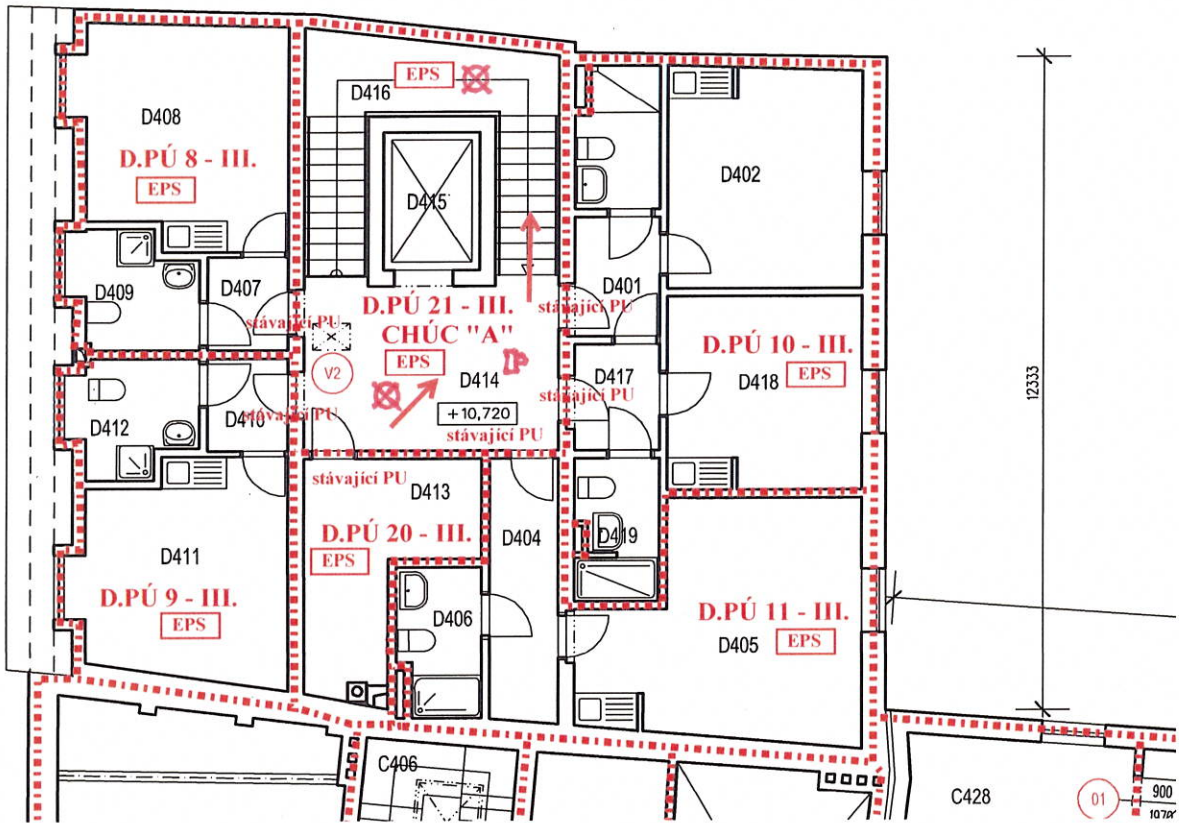 EPS
D416
D408
D.PÚ 8 - III.
EPS
D402
D415
D409
D407
D401
stávající PU
D.PÚ 21 - III.
stávající PU
CHÚC "A"
EPS
V2
D414
D417
D.PÚ 10 - III.
D418
EPS
12333
stávající PU
D410
stávající PU
+10,720
D412
stávající PU
stávající PU
D413
D.PÚ 20 - III.
EPS
D404
D419
D411
D.PÚ 9 - III.
EPS
D406
D.PÚ 11 - III.
D405
EPS
C406
C428
01
900